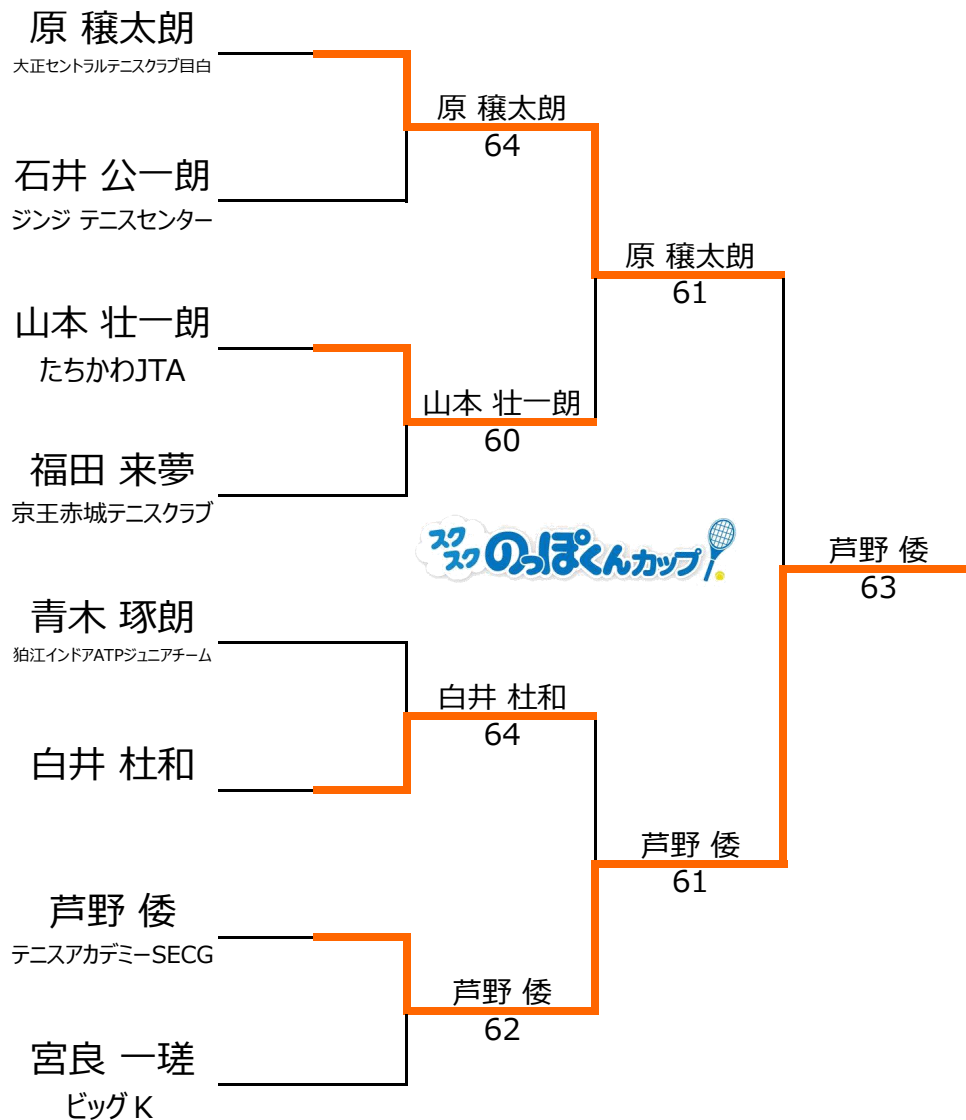 原 穣太朗
大正セントラルテニスクラブ目白
石井 公一朗
ジンジ テニスセンター
山本 壮一朗
たちかわJTA
福田 来夢
京王赤城テニスクラブ
青木 琢朗
狛江インドアATPジュニアチーム
白井 杜和
芦野 倭
テニスアカデミーSECG
宮良 一瑳
ビッグK
原 穣太朗
64
山本 壮一朗
60
白井 杜和
64
芦野 倭
62
スクスク のっぽくんカップ
原 穣太朗
61
芦野 倭
61
芦野 倭
63